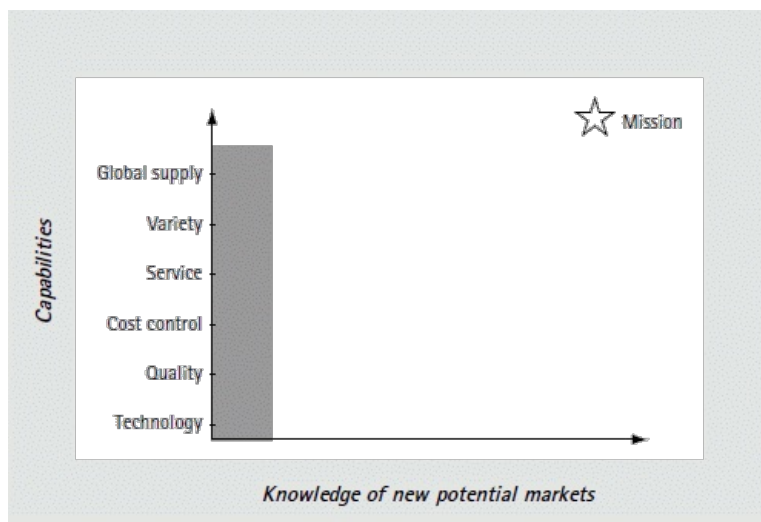 Mission
Global supply
Variety
Service
Cost control
Quality
Technology
Capabilities
Knowledge of new potential markets